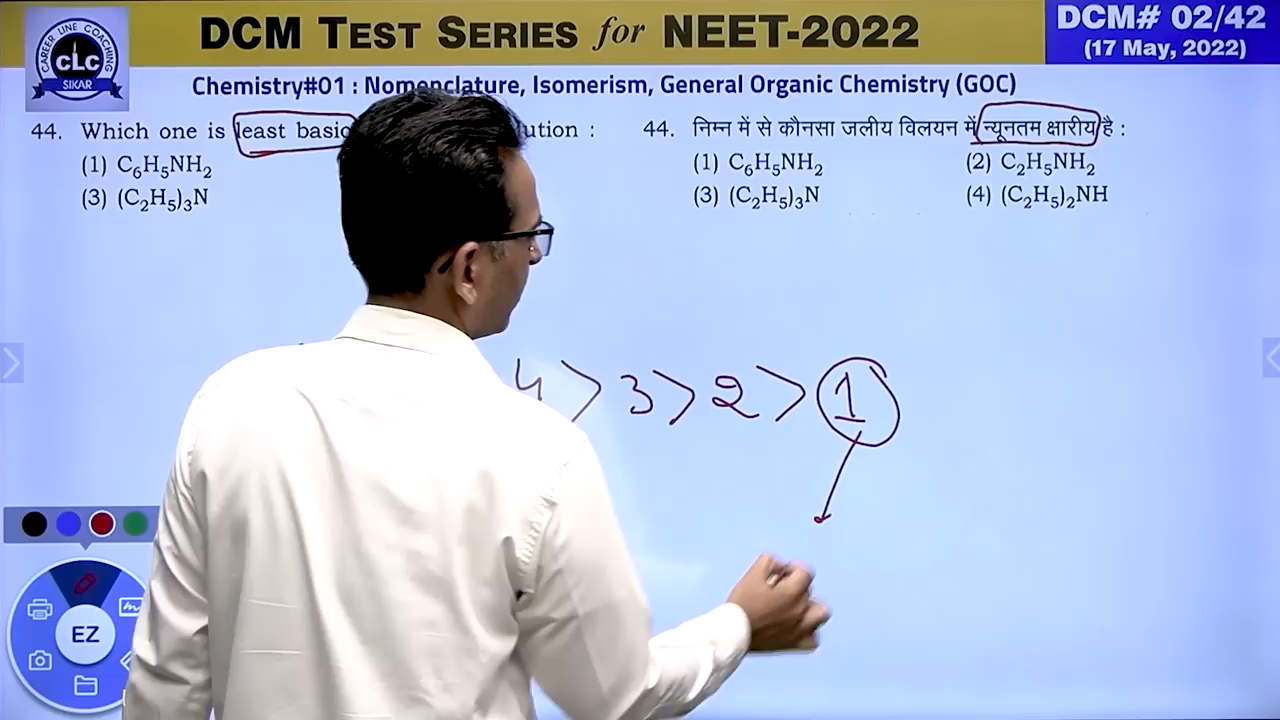 DCM TEST SERIES for NEET-2022
DCM# 02/42
(17 May, 2022)
CAREER LINE COACHING
CLC
SIKAR
Chemistry#01 : Nomenclature, Isomerism, General Organic Chemistry (GOC)
44. Which one is least basic
(1) C₆H₅NH₂
(3) (C₂H₅)₃N
44. निम्न में से कौनसा जलीय विलयन में न्यूनतम क्षारीय है :
(1) C₆H₅NH₂ (2) C₂H₅NH₂
(3) (C₂H₅)₃N (4) (C₂H₅)₂NH
4 > 3 > 2 > 1
EZ